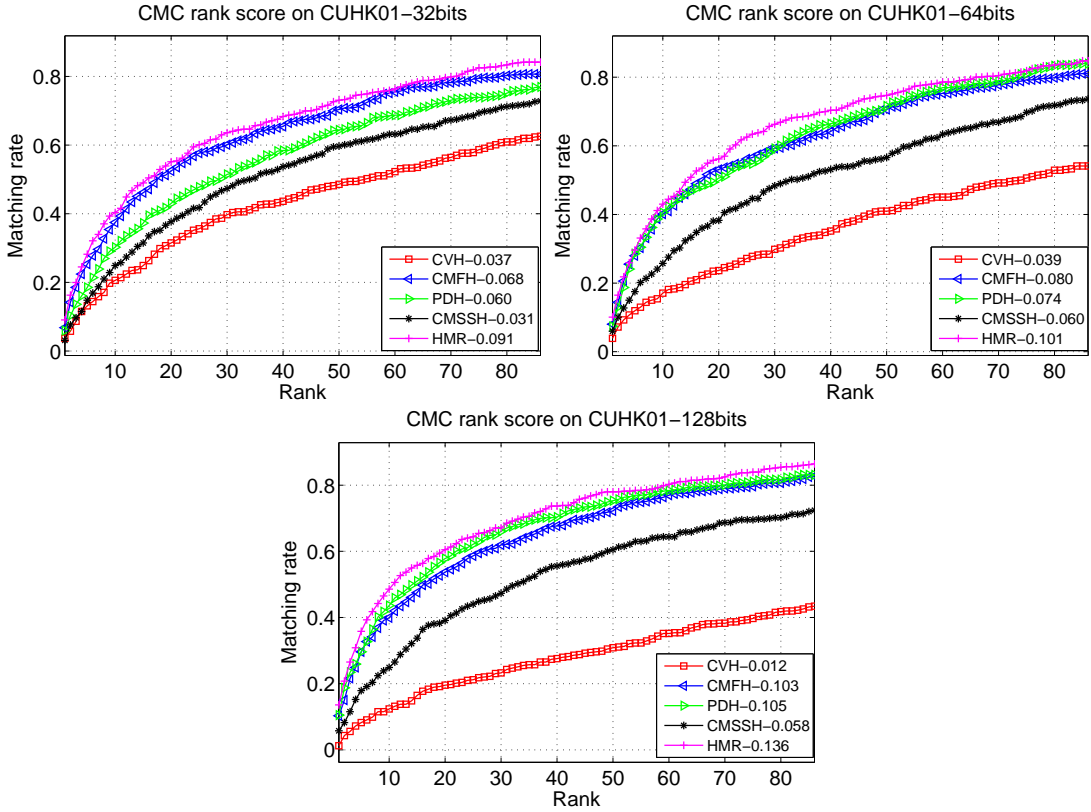 CMC rank score on CUHK01−32bits
Matching rate
0.8
0.6
0.4
0.2
0
10 20 30 40 50 60 70 80
Rank
CVH−0.037
CMFH−0.068
PDH−0.060
CMSSH−0.031
HMR−0.091
CMC rank score on CUHK01−64bits
Matching rate
0.8
0.6
0.4
0.2
0
10 20 30 40 50 60 70 80
Rank
CVH−0.039
CMFH−0.080
PDH−0.074
CMSSH−0.060
HMR−0.101
CMC rank score on CUHK01−128bits
Matching rate
0.8
0.6
0.4
0.2
0
10 20 30 40 50 60 70 80
Rank
CVH−0.012
CMFH−0.103
PDH−0.105
CMSSH−0.058
HMR−0.136